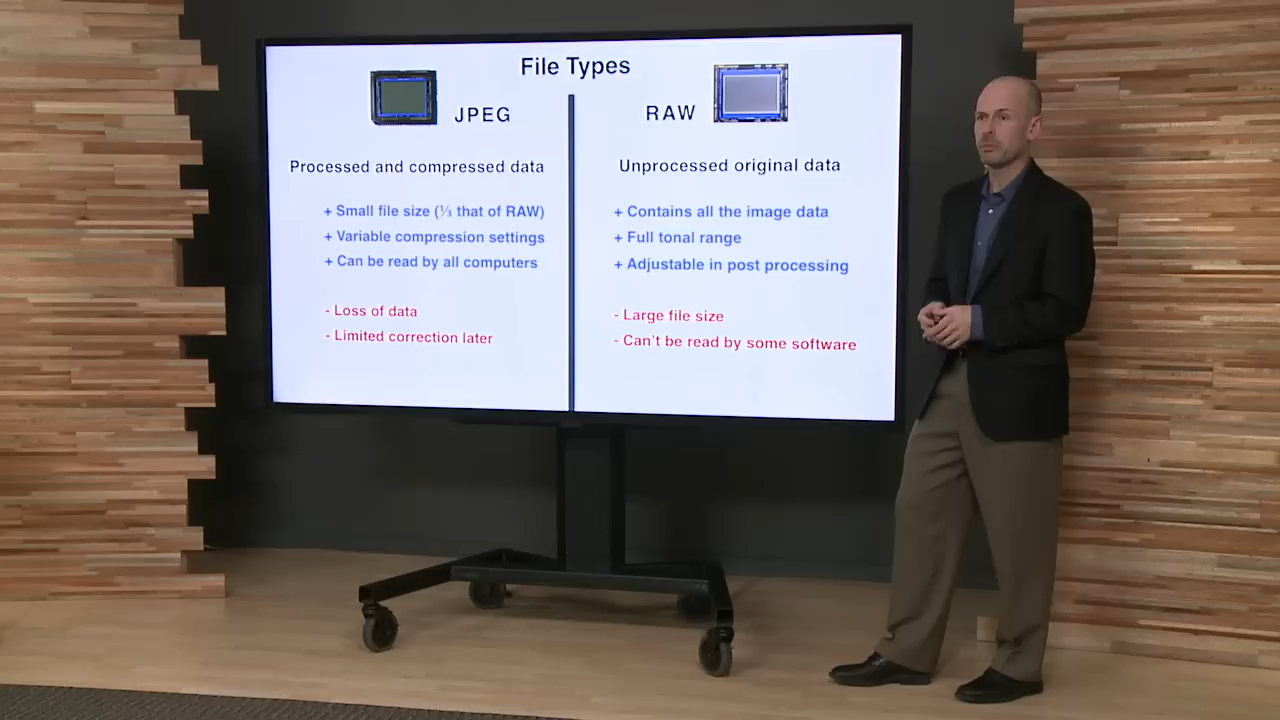 File Types
JPEG
Processed and compressed data
+ Small file size (⅓ that of RAW)
+ Variable compression settings
+ Can be read by all computers
- Loss of data
- Limited correction later
RAW
Unprocessed original data
+ Contains all the image data
+ Full tonal range
+ Adjustable in post processing
- Large file size
- Can't be read by some software